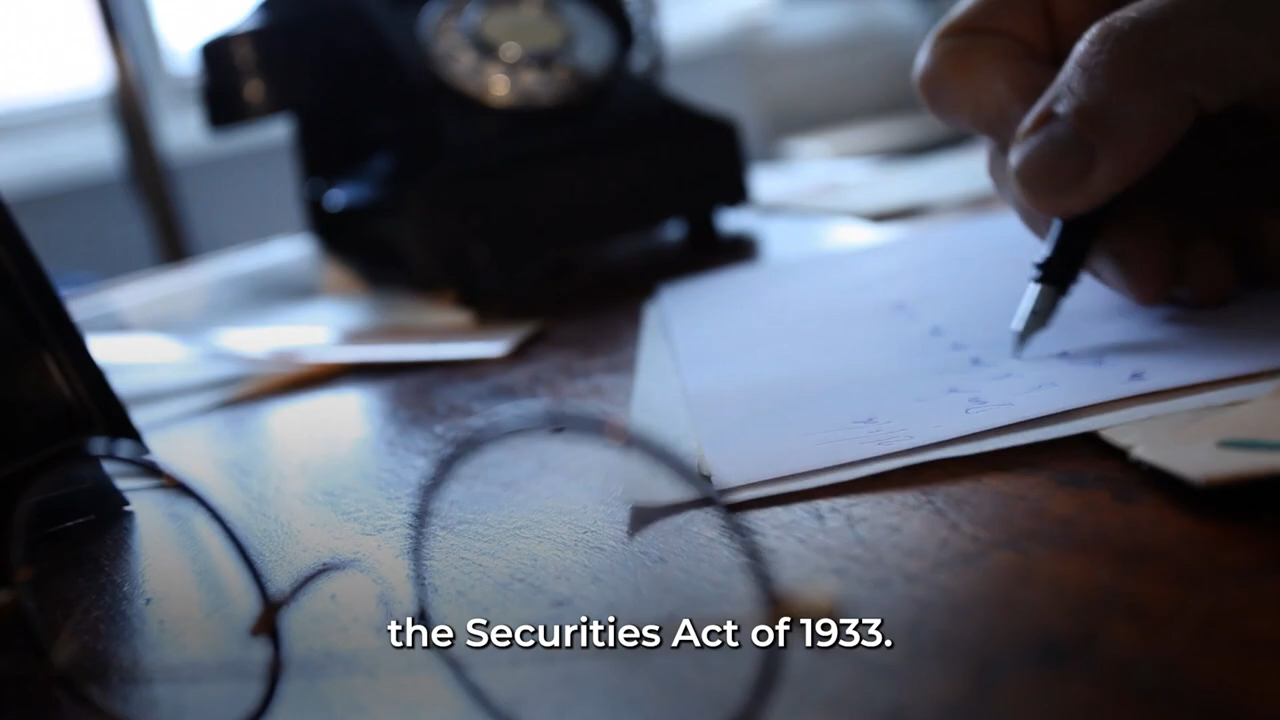 the Securities Act of 1933.